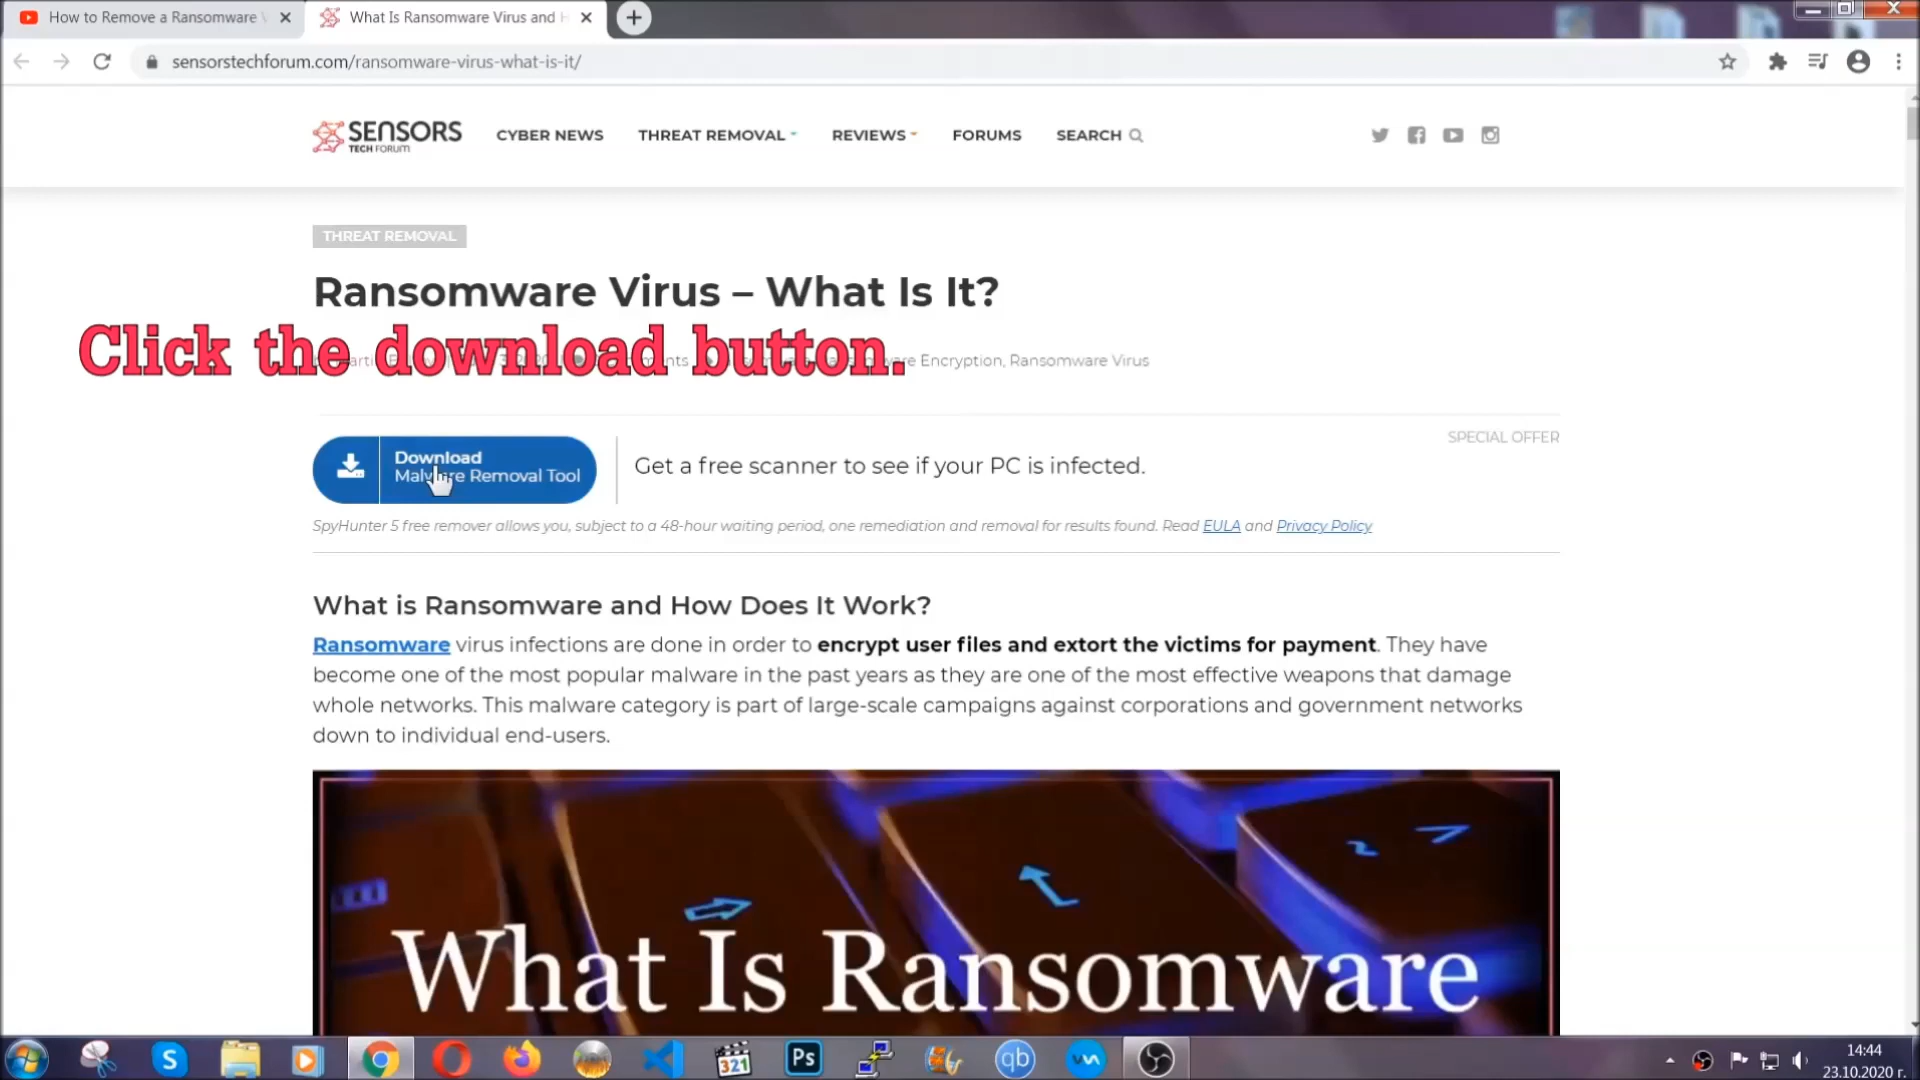 How to Remove a Ransomware
What Is Ransomware Virus and H
sensorstechforum.com/ransomware-virus-what-is-it/
SENSORS
TECH FORUM
CYBER NEWS
THREAT REMOVAL
REVIEWS
FORUMS
SEARCH
THREAT REMOVAL
Ransomware Virus – What Is It?
Click the download button.
Encryption, Ransomware Virus
SPECIAL OFFER
Download
Malware Removal Tool
Get a free scanner to see if your PC is infected.
SpyHunter 5 free remover allows you, subject to a 48-hour waiting period, one remediation and removal for results found. Read EULA and Privacy Policy
What is Ransomware and How Does It Work?
Ransomware virus infections are done in order to encrypt user files and extort the victims for payment. They have
become one of the most popular malware in the past years as they are one of the most effective weapons that damage
whole networks. This malware category is part of large-scale campaigns against corporations and government networks
down to individual end-users.
What Is Ransomware
S
321
Ps
qb
14:44
23.10.2020 г.